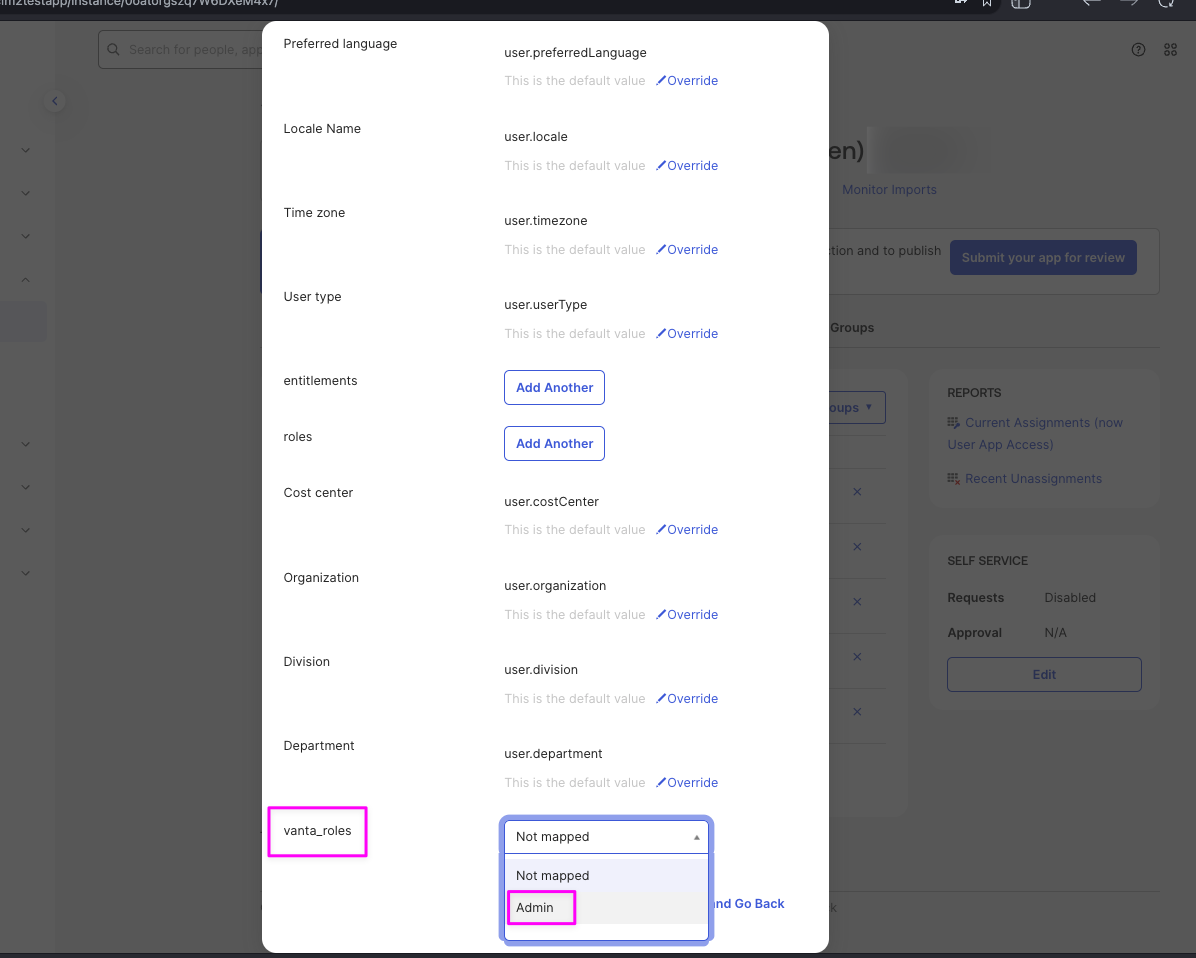 Search for people, app
Preferred language
user.preferredLanguage
This is the default value Override
Locale Name
user.locale
This is the default value Override
en)
Monitor Imports
Time zone
user.timezone
This is the default value Override
ction and to publish
Submit your app for review
User type
user.userType
This is the default value Override
Groups
entitlements
Add Another
roles
Add Another
oups
REPORTS
Current Assignments (now
User App Access)
Recent Unassignments
Cost center
user.costCenter
This is the default value Override
Organization
user.organization
This is the default value Override
SELF SERVICE
Requests Disabled
Approval N/A
Edit
Division
user.division
This is the default value Override
Department
user.department
This is the default value Override
vanta_roles
Not mapped
Not mapped
Admin
nd Go Back